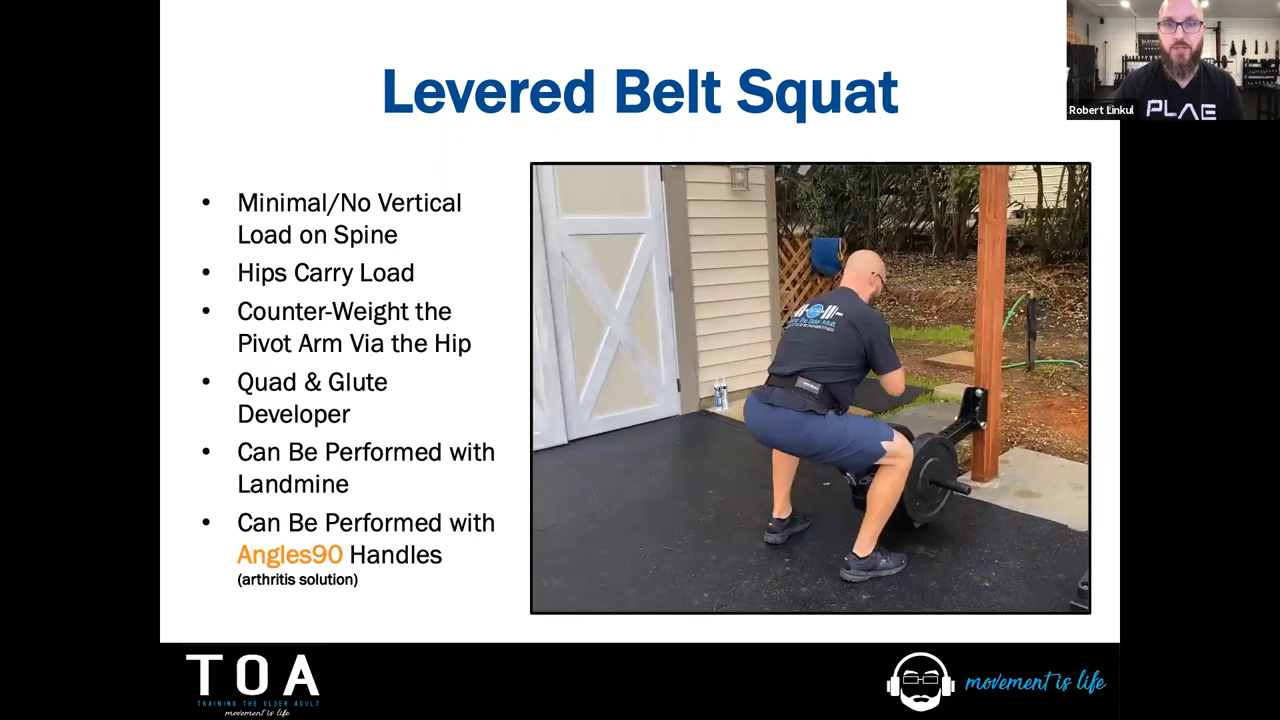 Levered Belt Squat
Robert Linkul
PLAE
• Minimal/No Vertical
Load on Spine
• Hips Carry Load
• Counter-Weight the
Pivot Arm Via the Hip
• Quad & Glute
Developer
• Can Be Performed with
Landmine
• Can Be Performed with
Angles90 Handles
(arthritis solution)
TOA
TRAINING THE OLDER ADULT
movement is life
movement is life